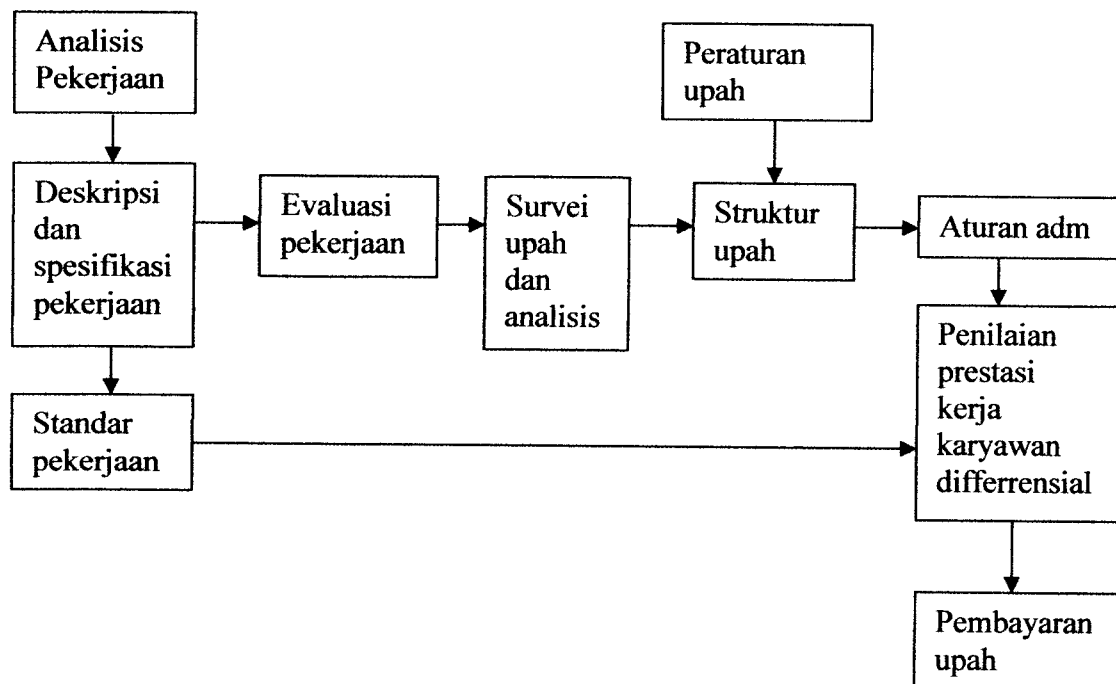 Analisis
Pekerjaan
Peraturan
upah
Deskripsi
dan
spesifikasi
pekerjaan
Evaluasi
pekerjaan
Survei
upah
dan
analisis
Struktur
upah
Aturan adm
Standar
pekerjaan
Penilaian
prestasi
kerja
karyawan
differrensial
Pembayaran
upah